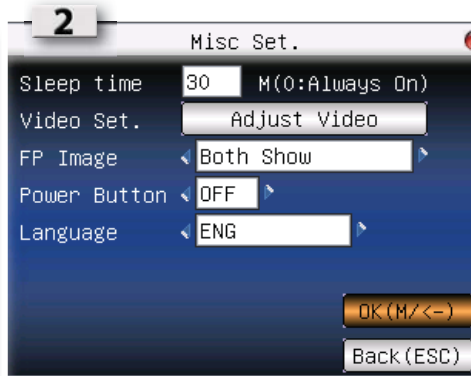 2
Misc Set.
Sleep time 30 M(0:Always On)
Video Set. Adjust Video
FP Image Both Show
Power Button OFF
Language ENG
OK(M/<-)
Back(ESC)